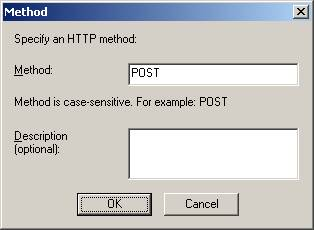 Method
Specify an HTTP method:
Method: POST
Method is case-sensitive. For example: POST
Description
(optional):
OK Cancel